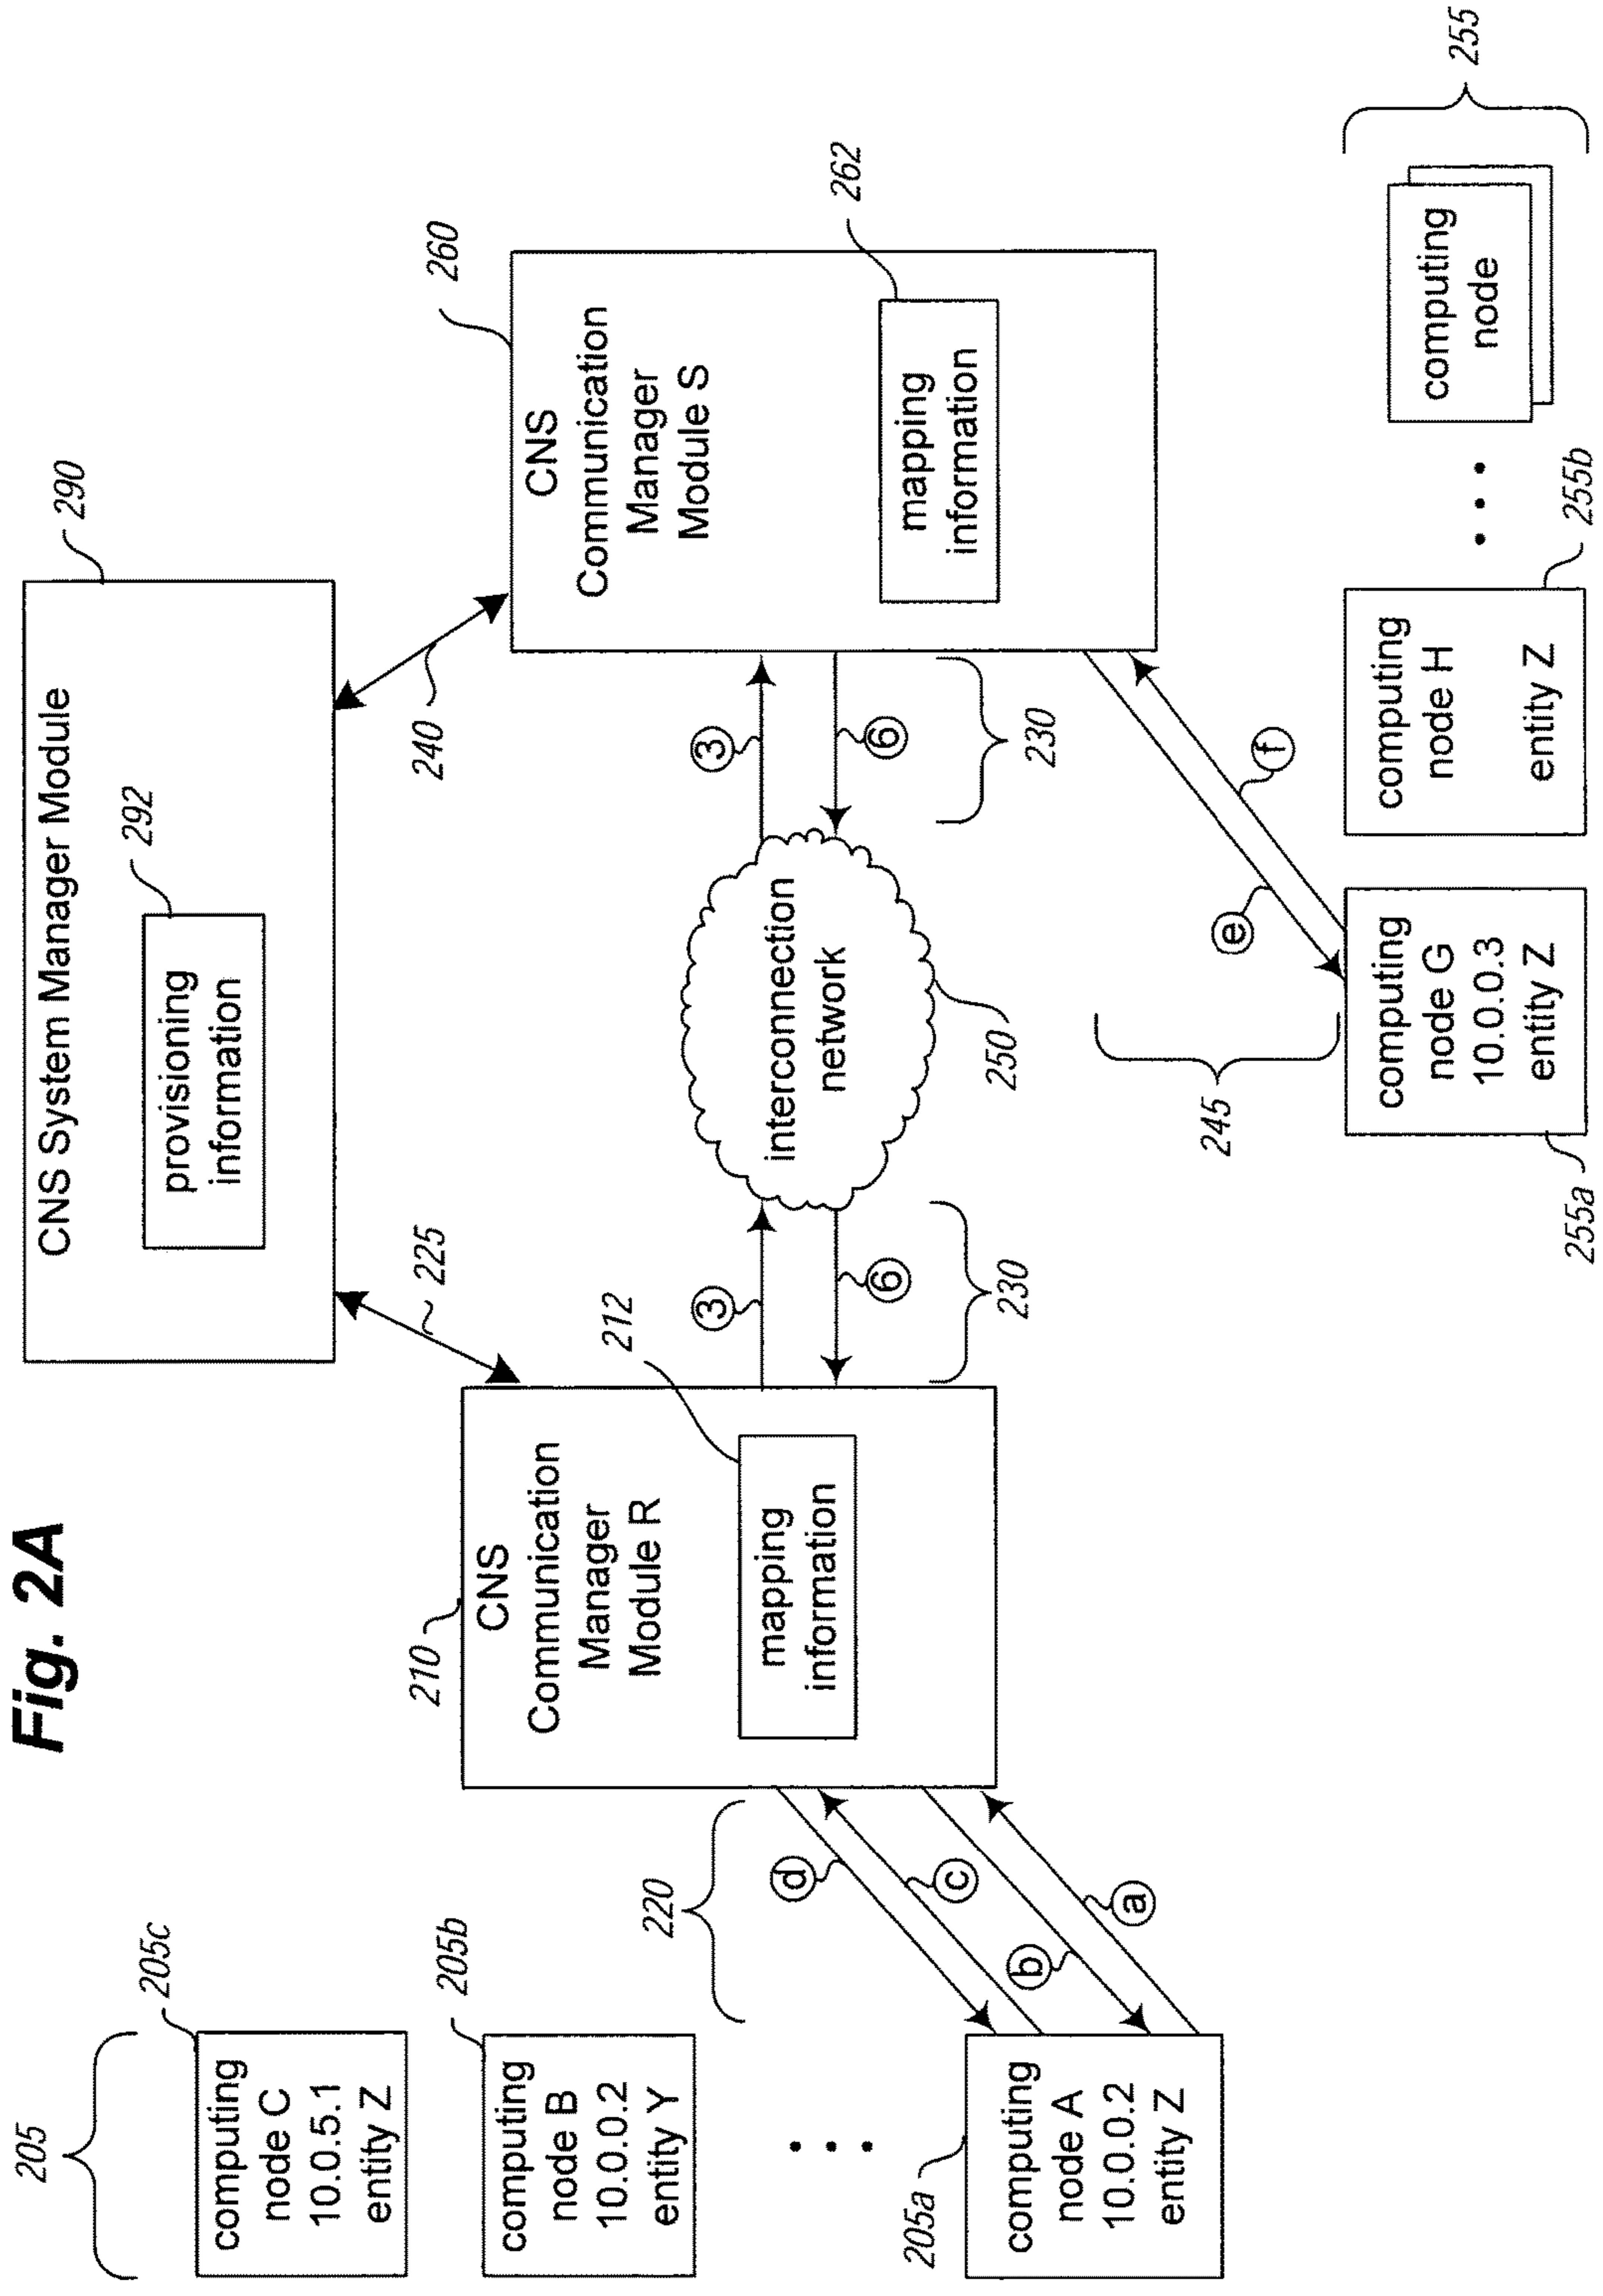 Fig. 2A
205
205c
computing
node C
10.0.5.1
entity Z
205b
computing
node B
10.0.0.2
entity Y
205a
computing
node A
10.0.0.2
entity Z
220
d
c
b
a
210
CNS
Communication
Manager
Module R
212
mapping
information
225
290
CNS System Manager Module
292
provisioning
information
240
3
6
230
interconnection
network
250
3
6
230
260
CNS
Communication
Manager
Module S
262
mapping
information
245
e
f
255a
computing
node G
10.0.0.3
entity Z
255b
computing
node H
entity Z
255
computing
node